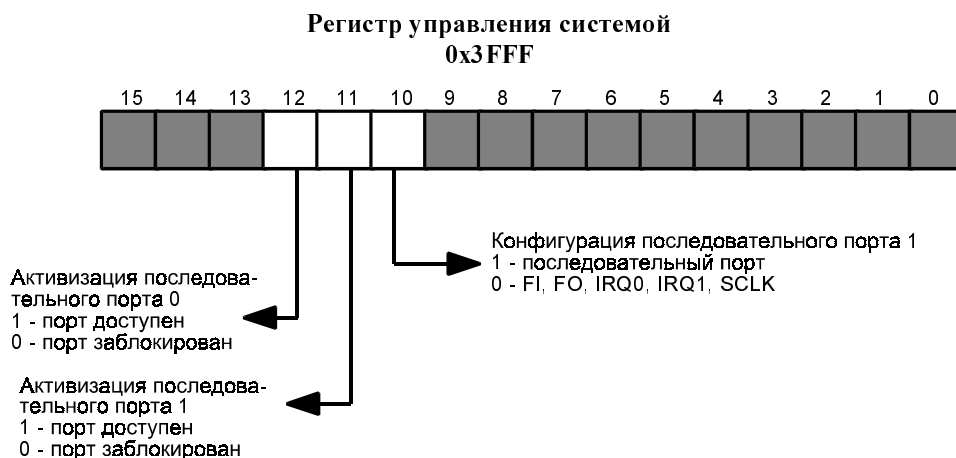 Регистр управления системой
0x3FFF
15 14 13 12 11 10 9 8 7 6 5 4 3 2 1 0
Конфигурация последовательного порта 1
1 - последовательный порт
0 - FI, FO, IRQ0, IRQ1, SCLK
Активизация последова-
тельного порта 0
1 - порт доступен
0 - порт заблокирован
Активизация последова-
тельного порта 1
1 - порт доступен
0 - порт заблокирован